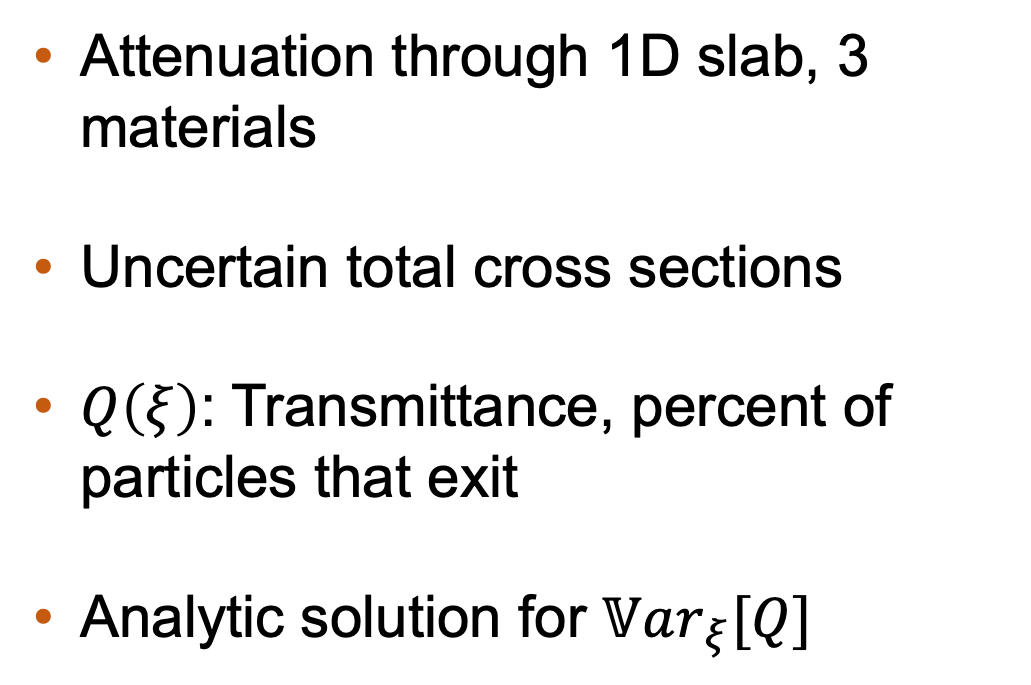 • Attenuation through 1D slab, 3
materials
• Uncertain total cross sections
• 𝑄(𝜉): Transmittance, percent of
particles that exit
• Analytic solution for 𝕍𝑎𝑟_𝜉[𝑄]